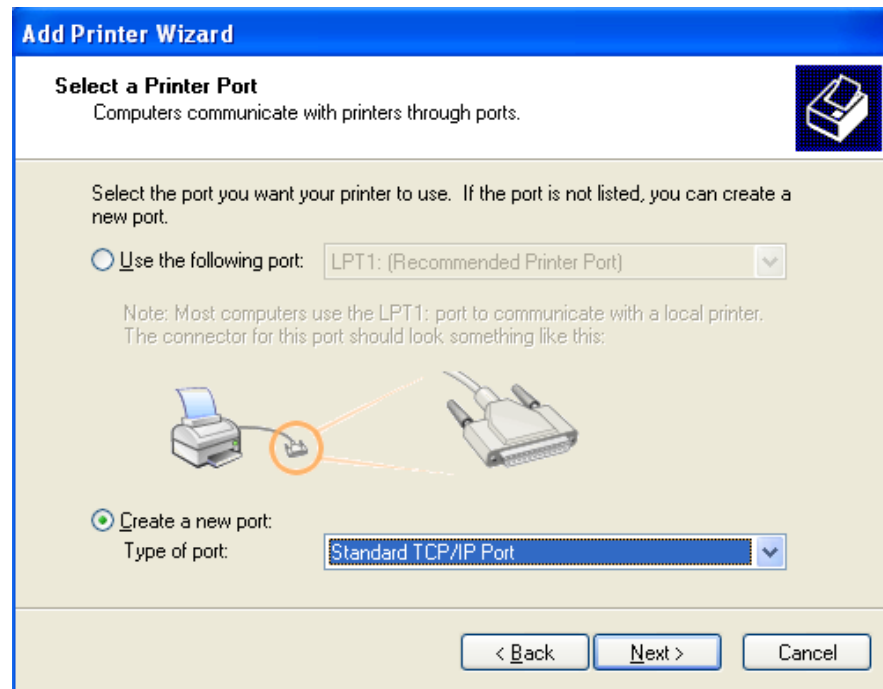 Add Printer Wizard
Select a Printer Port
Computers communicate with printers through ports.
Select the port you want your printer to use. If the port is not listed, you can create a
new port.
Use the following port: LPT1: (Recommended Printer Port)
Note: Most computers use the LPT1: port to communicate with a local printer.
The connector for this port should look something like this:
Create a new port:
Type of port: Standard TCP/IP Port
< Back Next > Cancel